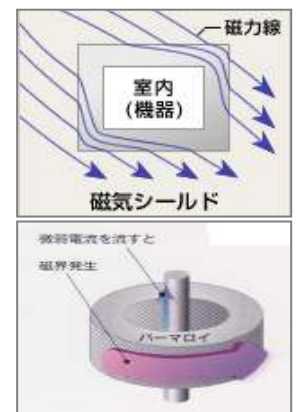 磁力線
室内
(機器)
磁気シールド
微弱電流を流すと
磁界発生
パーマロイ